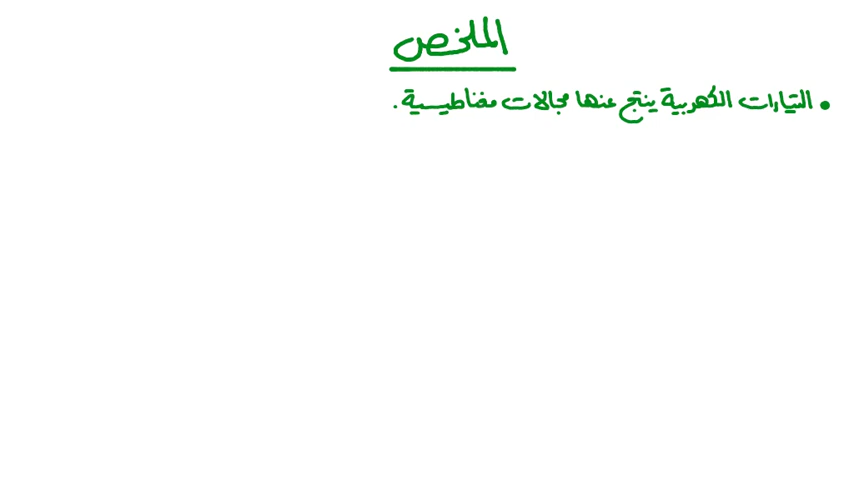 الملخص
• التيارات الكهربية ينتج عنها مجالات مغناطيسية.